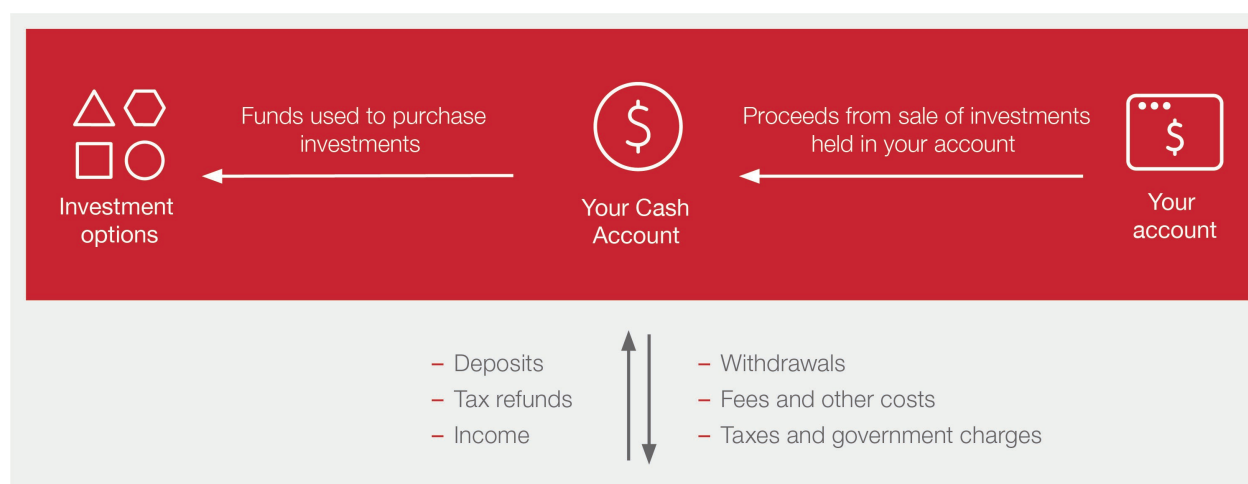 Funds used to purchase
investments
Proceeds from sale of investments
held in your account
$
$
Investment
options
Your Cash
Account
Your
account
– Deposits
– Tax refunds
– Income
– Withdrawals
– Fees and other costs
– Taxes and government charges